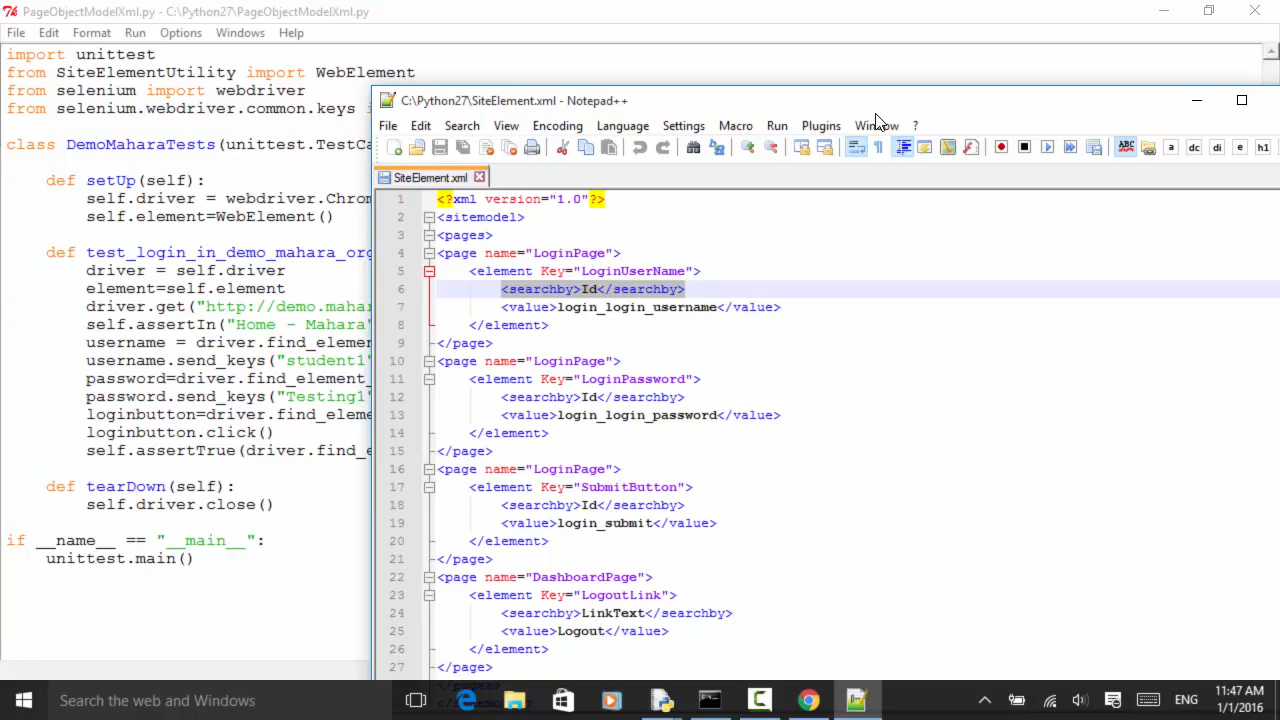 PageObjectModelXml.py - C:\Python27\PageObjectModelXml.py
File Edit Format Run Options Windows Help
import unittest
from SiteElementUtility import WebElement
from selenium import webdriver
from selenium.webdriver.common.keys
class DemoMaharaTests(unittest.TestCa
def setUp(self):
self.driver = webdriver.Chrom
self.element=WebElement()
def test_login_in_demo_mahara_org
driver = self.driver
element=self.element
driver.get("http://demo.mahar
self.assertIn("Home - Mahara"
username = driver.find_elemen
username.send_keys("student1"
password=driver.find_element_
password.send_keys("Testing1"
loginbutton=driver.find_eleme
loginbutton.click()
self.assertTrue(driver.find_e
def tearDown(self):
self.driver.close()
if __name__ == "__main__":
unittest.main()
C:\Python27\SiteElement.xml - Notepad++
File Edit Search View Encoding Language Settings Macro Run Plugins Window ?
ABC a dc di e h1
SiteElement.xml
1 <?xml version="1.0"?>
2 <sitemodel>
3 <pages>
4 <page name="LoginPage">
5 <element Key="LoginUserName">
6 <searchby>Id</searchby>
7 <value>login_login_username</value>
8 </element>
9 </page>
10 <page name="LoginPage">
11 <element Key="LoginPassword">
12 <searchby>Id</searchby>
13 <value>login_login_password</value>
14 </element>
15 </page>
16 <page name="LoginPage">
17 <element Key="SubmitButton">
18 <searchby>Id</searchby>
19 <value>login_submit</value>
20 </element>
21 </page>
22 <page name="DashboardPage">
23 <element Key="LogoutLink">
24 <searchby>LinkText</searchby>
25 <value>Logout</value>
26 </element>
27 </page>
Search the web and Windows
ENG
11:47 AM
1/1/2016